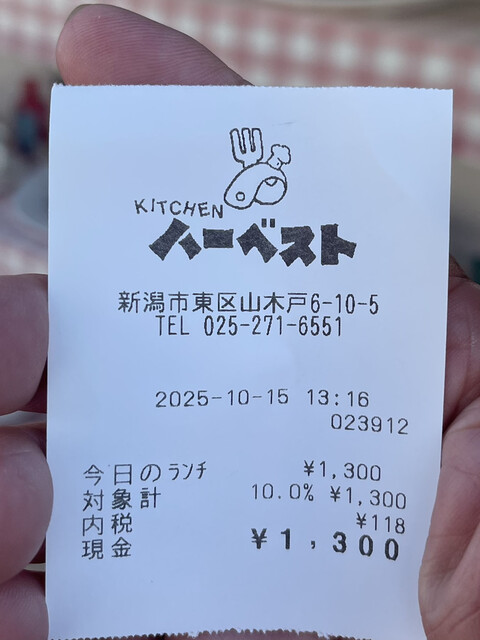 KITCHEN
ハーベスト
新潟市東区山木戸6-10-5
TEL 025-271-6551
2025-10-15 13:16
023912
今日のﾗﾝﾁ ¥1,300
対象計 10.0% ¥1,300
内税 ¥118
現金 ¥1,300